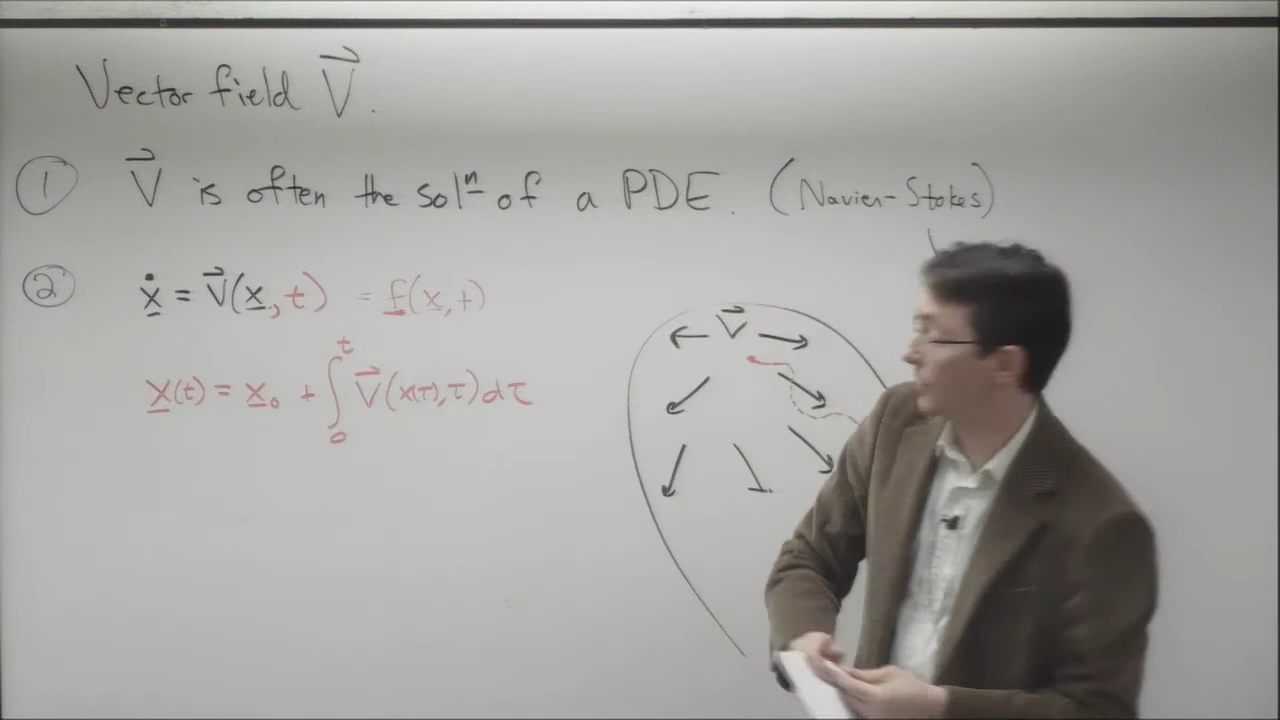 Vector field V⃗.
① V⃗ is often the solⁿ of a PDE. (Navier-Stokes)
② ẋ = V⃗(x, t) = f(x, t)
x(t) = x₀ + ∫₀ᵗ V⃗(x(τ), τ) dτ
V⃗